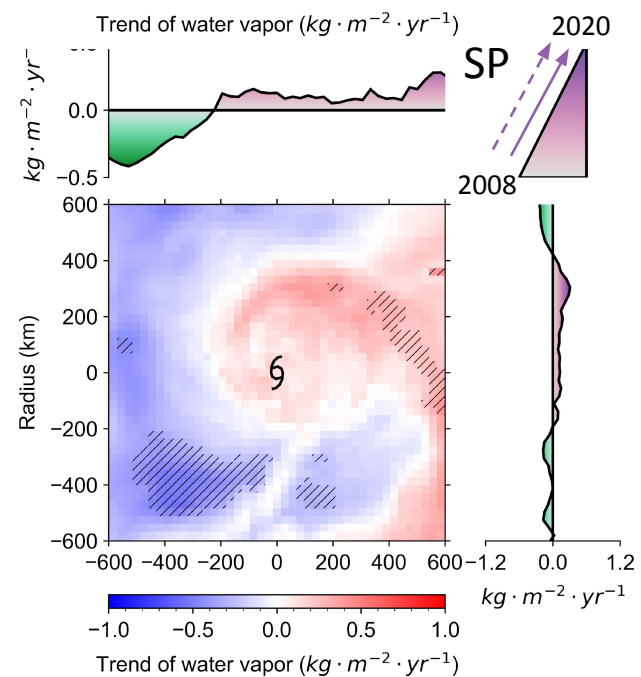 Trend of water vapor (kg · m⁻² · yr⁻¹)
2020
SP
0.0
−0.5
kg · m⁻² · yr⁻
2008
600
400
200
0
−200
−400
−600
Radius (km)
−600 −400 −200 0 200 400 600
−1.2 0.0 1.2
kg · m⁻² · yr⁻¹
−1.0 −0.5 0.0 0.5 1.0
Trend of water vapor (kg · m⁻² · yr⁻¹)